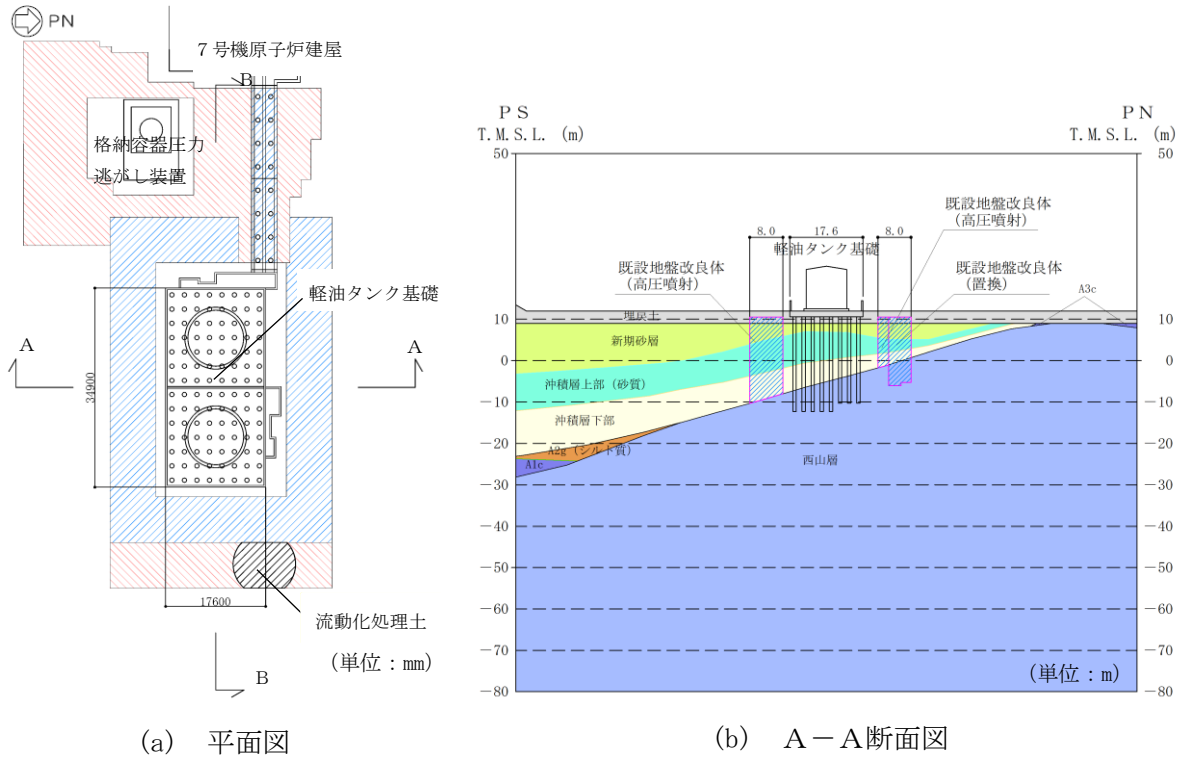 PN
7号機原子炉建屋
B
格納容器圧力
逃がし装置
軽油タンク基礎
A
A
34900
17600
流動化処理土
(単位:mm)
B
(a) 平面図
PS
T.M.S.L. (m)
PN
T.M.S.L. (m)
50
50
既設地盤改良体
(高圧噴射)
8.0
17.6
8.0
軽油タンク基礎
既設地盤改良体
(高圧噴射)
既設地盤改良体
(置換)
A3c
10
埋戻土
10
新期砂層
0
0
沖積層上部(砂質)
-10
-10
沖積層下部
-20
-20
A2g(シルト質)
西山層
A1c
-30
-30
-40
-40
-50
-50
-60
-60
-70
-70
(単位:m)
-80
-80
(b) A-A断面図